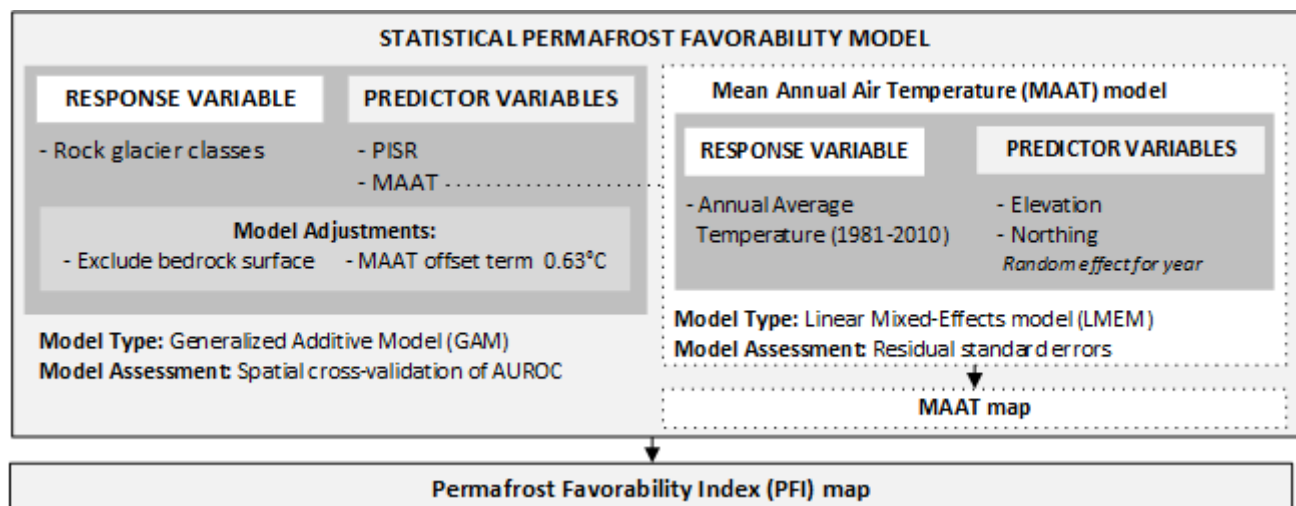 STATISTICAL PERMAFROST FAVORABILITY MODEL
RESPONSE VARIABLE
PREDICTOR VARIABLES
- Rock glacier classes
- PISR
- MAAT
Model Adjustments:
- Exclude bedrock surface - MAAT offset term 0.63°C
Model Type: Generalized Additive Model (GAM)
Model Assessment: Spatial cross-validation of AUROC
Mean Annual Air Temperature (MAAT) model
RESPONSE VARIABLE
PREDICTOR VARIABLES
- Annual Average
Temperature (1981-2010)
- Elevation
- Northing
Random effect for year
Model Type: Linear Mixed-Effects model (LMEM)
Model Assessment: Residual standard errors
MAAT map
Permafrost Favorability Index (PFI) map